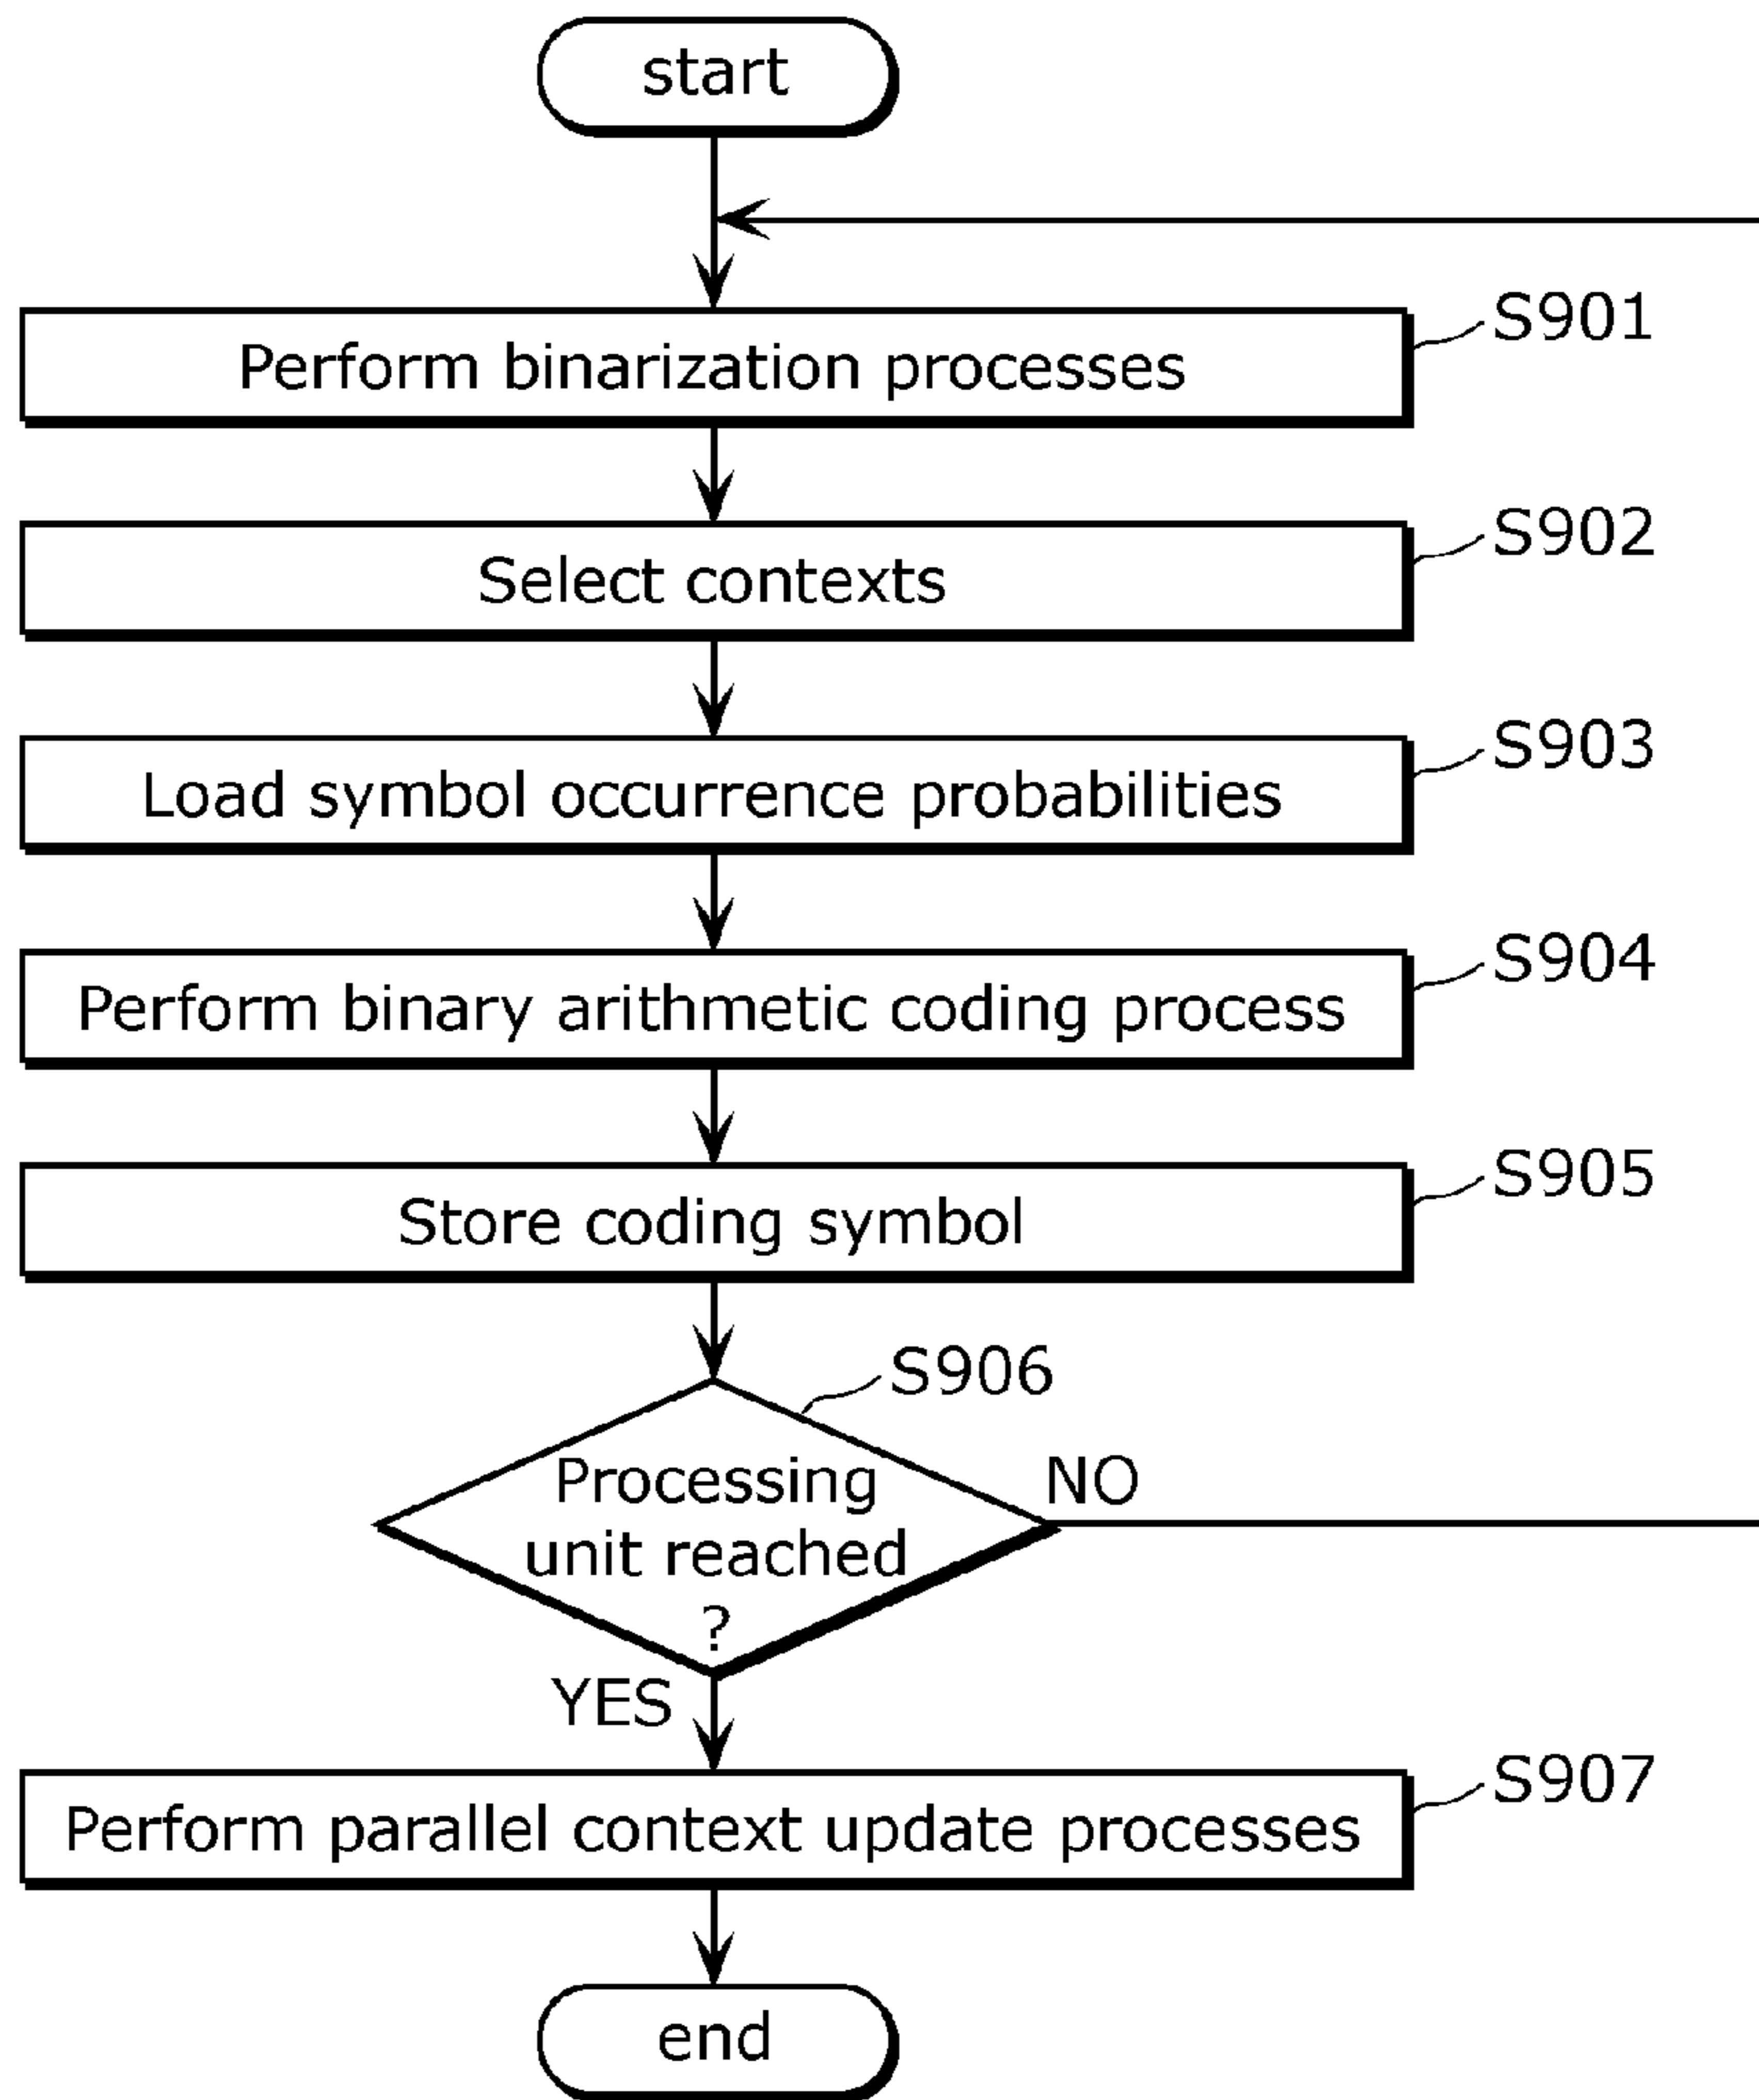 start
Perform binarization processes
S901
Select contexts
S902
Load symbol occurrence probabilities
S903
Perform binary arithmetic coding process
S904
Store coding symbol
S905
S906
Processing
unit reached
?
NO
YES
Perform parallel context update processes
S907
end